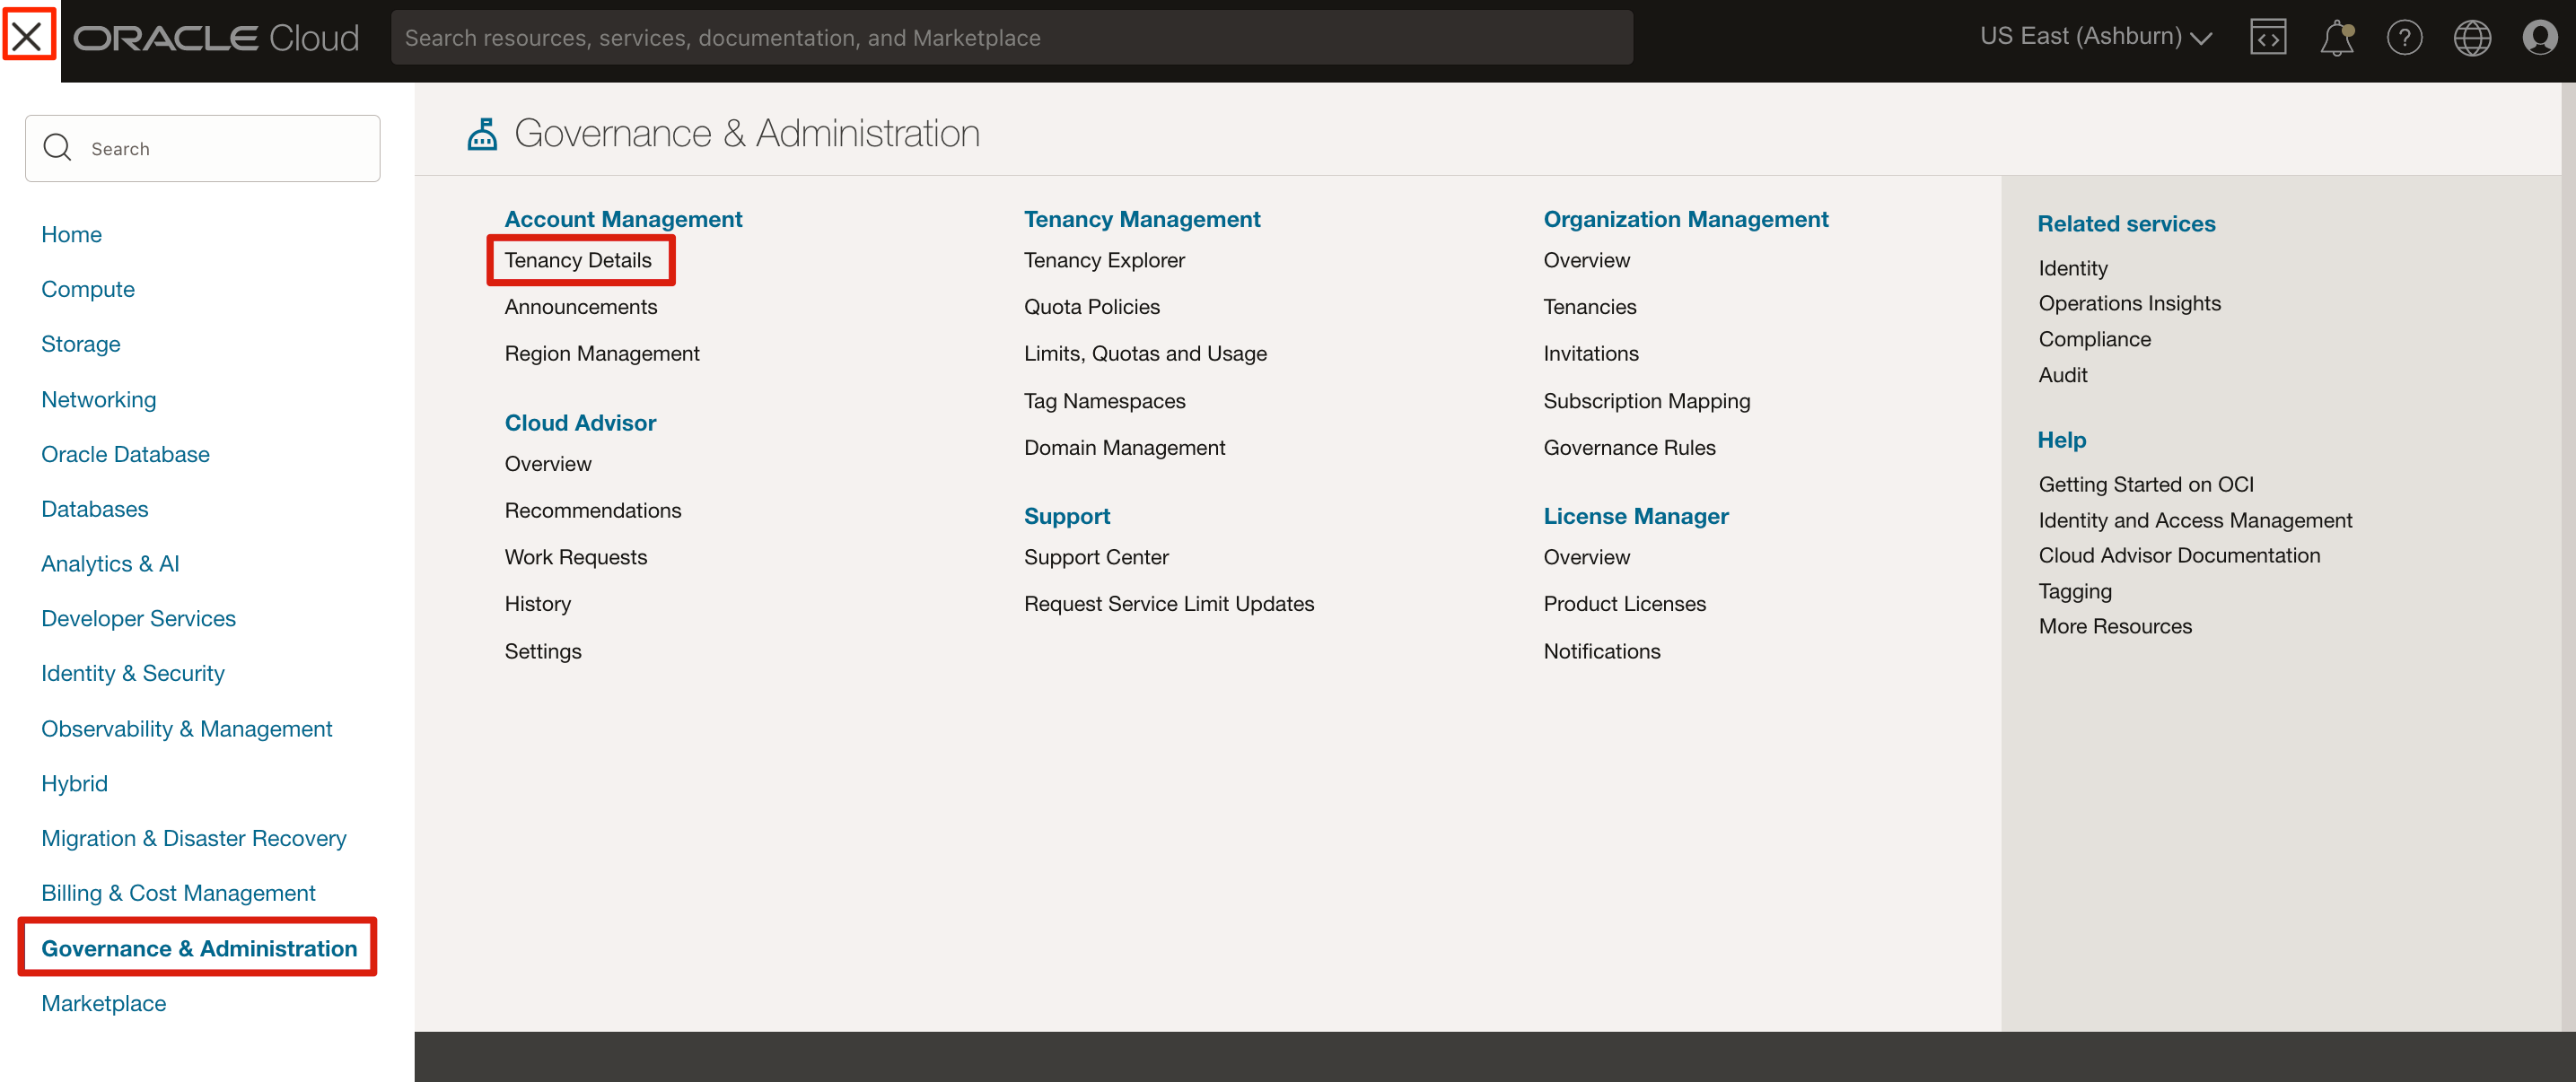 ORACLE Cloud
Search resources, services, documentation, and Marketplace
US East (Ashburn)
Search
Home
Compute
Storage
Networking
Oracle Database
Databases
Analytics & AI
Developer Services
Identity & Security
Observability & Management
Hybrid
Migration & Disaster Recovery
Billing & Cost Management
Governance & Administration
Marketplace
Governance & Administration
Account Management
Tenancy Details
Announcements
Region Management
Cloud Advisor
Overview
Recommendations
Work Requests
History
Settings
Tenancy Management
Tenancy Explorer
Quota Policies
Limits, Quotas and Usage
Tag Namespaces
Domain Management
Support
Support Center
Request Service Limit Updates
Organization Management
Overview
Tenancies
Invitations
Subscription Mapping
Governance Rules
License Manager
Overview
Product Licenses
Notifications
Related services
Identity
Operations Insights
Compliance
Audit
Help
Getting Started on OCI
Identity and Access Management
Cloud Advisor Documentation
Tagging
More Resources